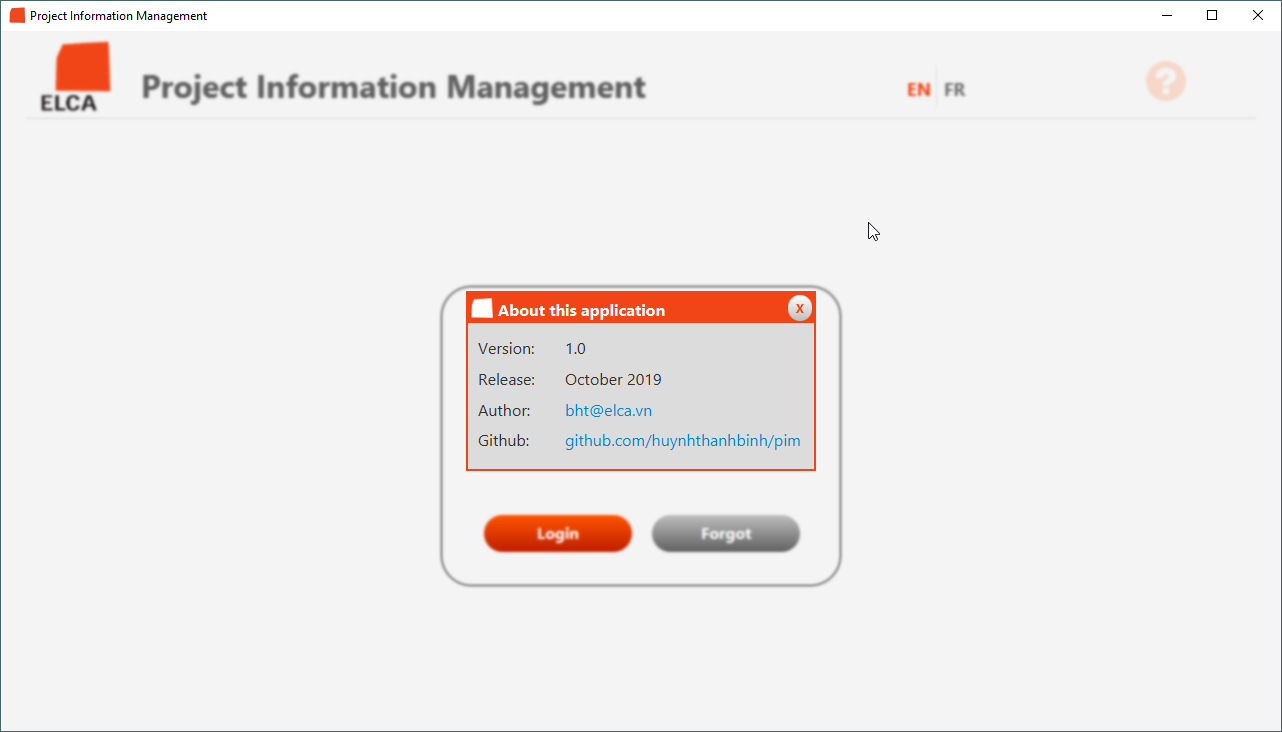 Project Information Management
ELCA
Project Information Management
EN FR
?
About this application
X
Version: 1.0
Release: October 2019
Author: bht@elca.vn
Github: github.com/huynhthanhbinh/pim
Login Forgot